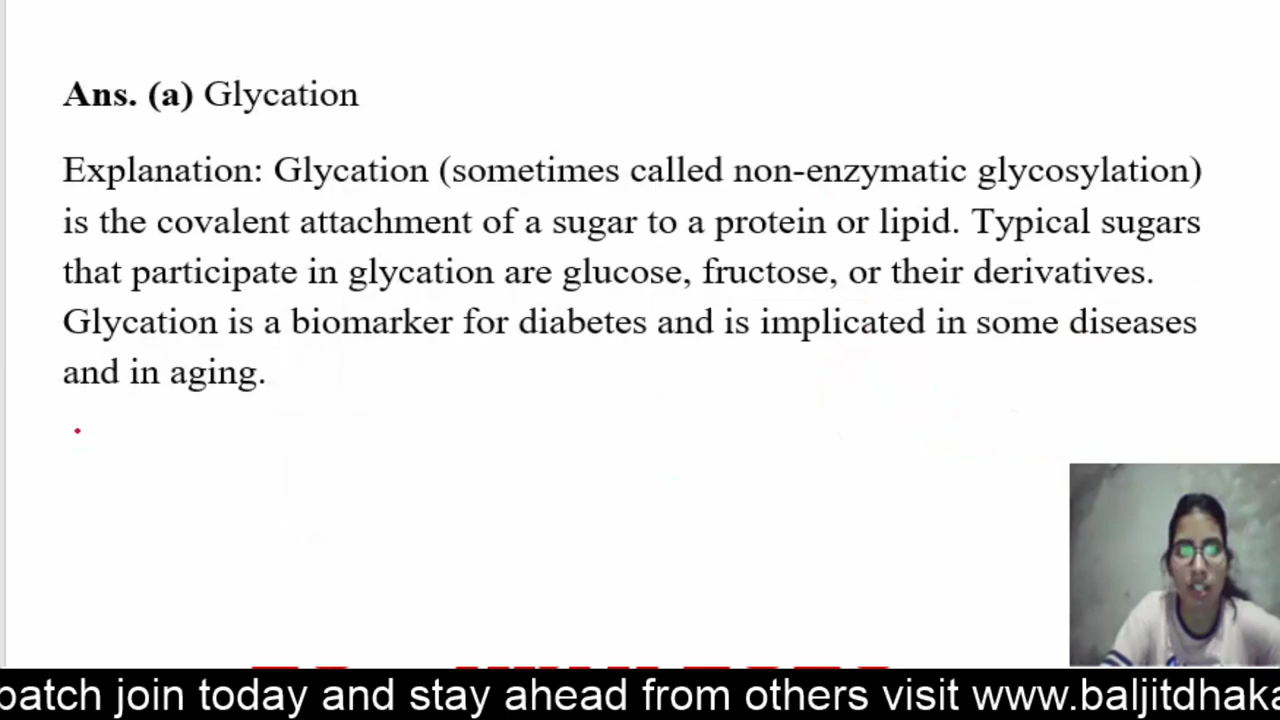 Ans. (a) Glycation
Explanation: Glycation (sometimes called non-enzymatic glycosylation)
is the covalent attachment of a sugar to a protein or lipid. Typical sugars
that participate in glycation are glucose, fructose, or their derivatives.
Glycation is a biomarker for diabetes and is implicated in some diseases
and in aging.
batch join today and stay ahead from others visit www.baljitdhaka